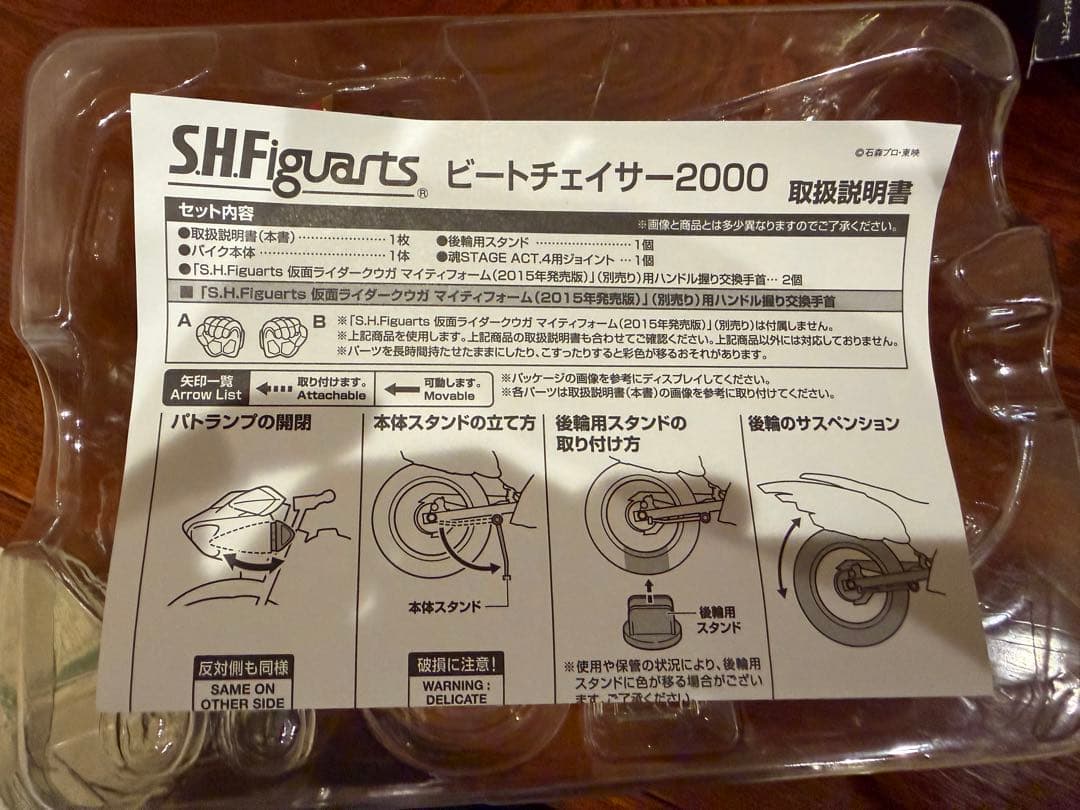 S.H.Figuarts® ビートチェイサー2000 取扱説明書
©石森プロ・東映
セット内容
※画像と商品とは多少異なりますのでご了承ください。
●取扱説明書(本書) ………………… 1枚
●後輪用スタンド ………………… 1個
●バイク本体 ………………… 1体
●魂STAGE ACT.4用ジョイント … 1個
●「S.H.Figuarts 仮面ライダークウガ マイティフォーム(2015年発売版)」(別売り)用ハンドル握り交換手首… 2個
■「S.H.Figuarts 仮面ライダークウガ マイティフォーム(2015年発売版)」(別売り)用ハンドル握り交換手首
A B
※「S.H.Figuarts 仮面ライダークウガ マイティフォーム(2015年発売版)」(別売り)は付属しません。
※上記商品を使用します。上記商品の取扱説明書も合わせてご確認ください。上記商品以外には対応しておりません。
※パーツを長時間持たせたままにしたり、こすったりすると彩色が移るおそれがあります。
矢印一覧
Arrow List
取り付けます。
Attachable
可動します。
Movable
※パッケージの画像を参考にディスプレイしてください。
※各パーツは取扱説明書(本書)の画像を参考に取り付けてください。
パトランプの開閉
反対側も同様
SAME ON
OTHER SIDE
本体スタンドの立て方
本体スタンド
破損に注意!
WARNING:
DELICATE
後輪用スタンドの
取り付け方
後輪用
スタンド
※使用や保管の状況により、後輪用
スタンドに色が移る場合がござい
ます。ご了承ください。
後輪のサスペンション